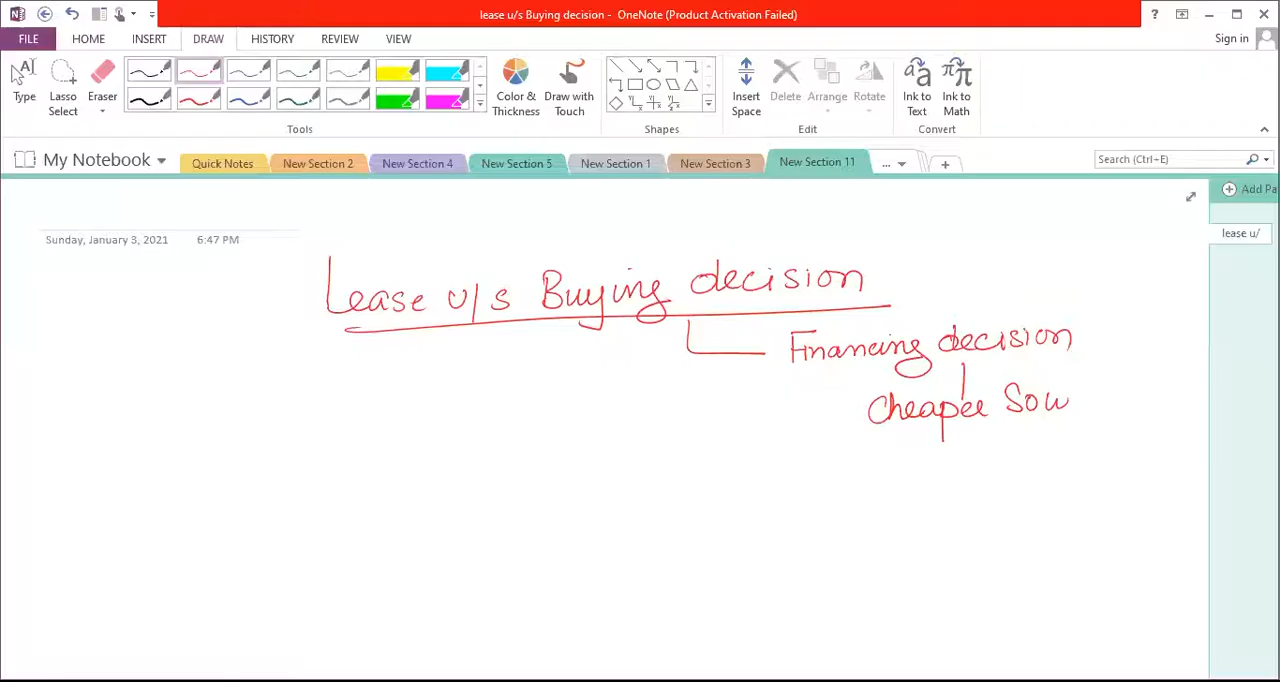 lease u/s Buying decision - OneNote (Product Activation Failed)
FILE HOME INSERT DRAW HISTORY REVIEW VIEW
Sign in
Type Lasso Select Eraser
Color & Thickness Draw with Touch
Insert Space Delete Arrange Rotate
Ink to Text Ink to Math
Tools Shapes Edit Convert
My Notebook Quick Notes New Section 2 New Section 4 New Section 5 New Section 1 New Section 3 New Section 11 ... Search (Ctrl+E)
Add Pa
Sunday, January 3, 2021 6:47 PM
lease u/
Lease u/s Buying decision
Financing decision
Cheaper Sou